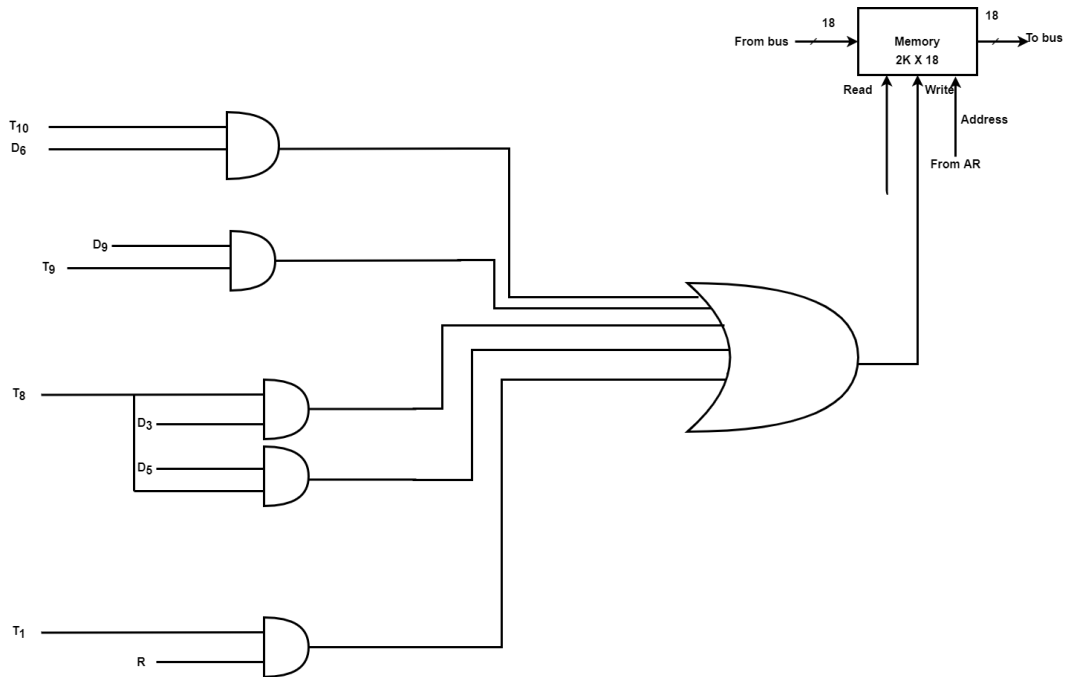 18
18
From bus
Memory
2K X 18
To bus
Read
Write
Address
From AR
T10
D6
D9
T9
T8
D3
D5
T1
R